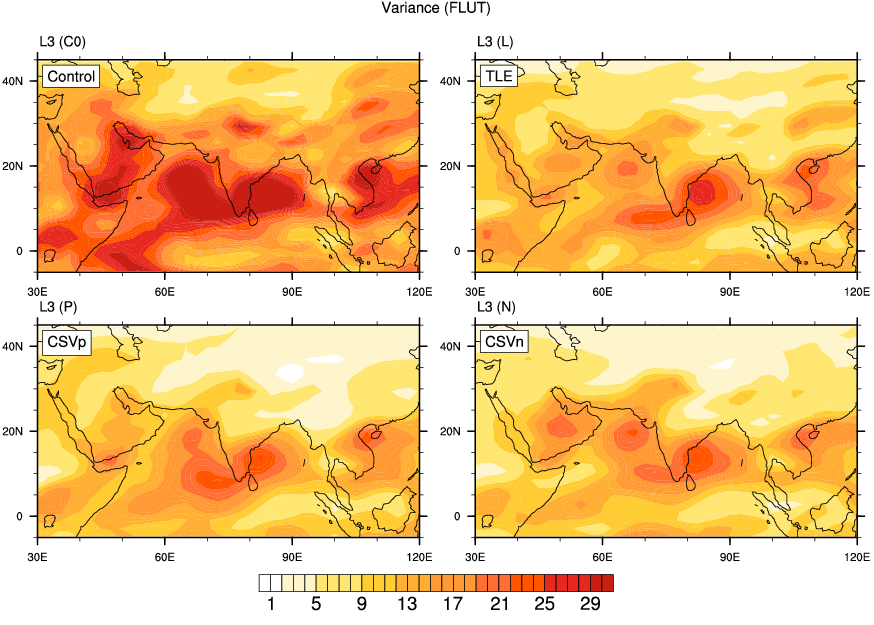 Variance (FLUT)
L3 (C0)
L3 (L)
Control
TLE
40N
40N
20N
20N
0
0
30E 60E 90E 120E
30E 60E 90E 120E
L3 (P)
L3 (N)
CSVp
CSVn
40N
40N
20N
20N
0
0
30E 60E 90E 120E
30E 60E 90E 120E
1 5 9 13 17 21 25 29